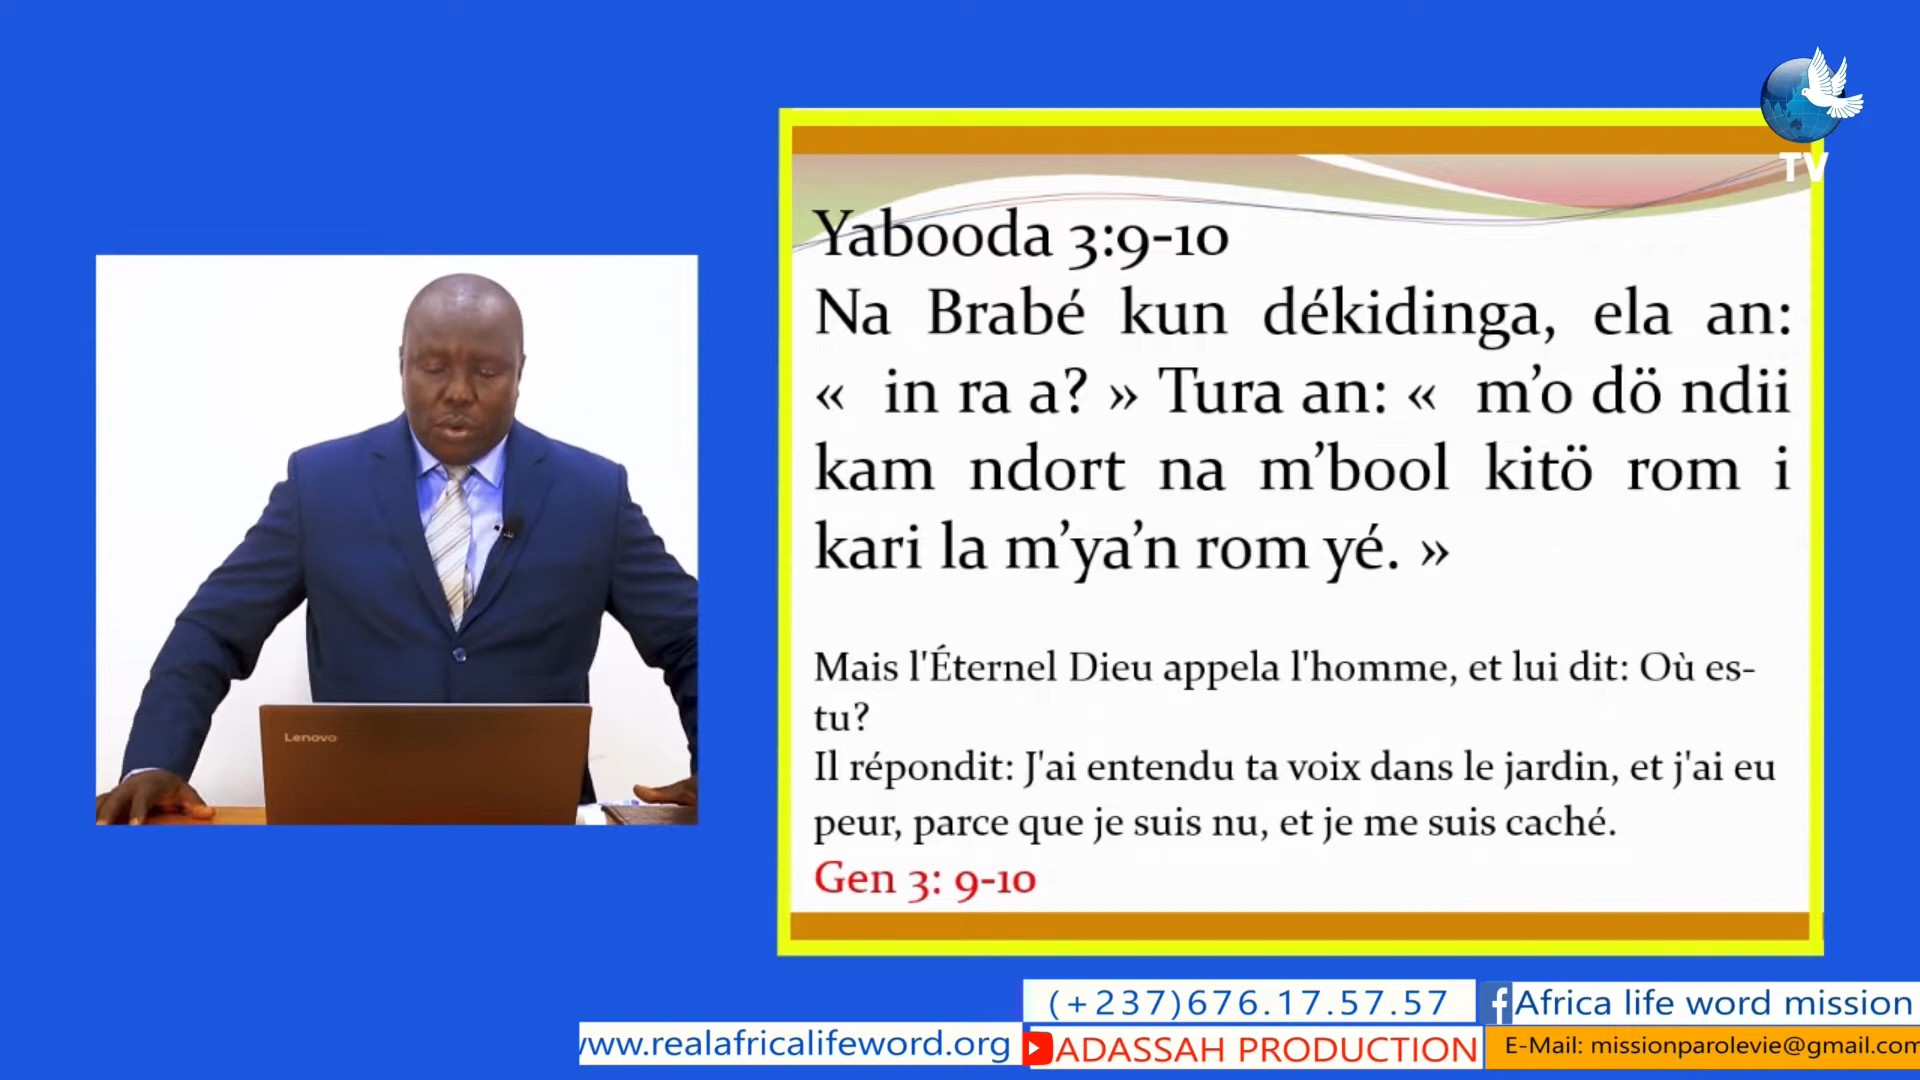 TV
Yabooda 3:9-10
Na Brabé kun dékidinga, ela an:
« in ra a? » Tura an: « m’o dö ndii
kam ndort na m’bool kitö rom i
kari la m’ya’n rom yé. »
Mais l'Éternel Dieu appela l'homme, et lui dit: Où es-
tu?
Il répondit: J'ai entendu ta voix dans le jardin, et j'ai eu
peur, parce que je suis nu, et je me suis caché.
Gen 3: 9-10
Lenovo
(+237)676.17.57.57
Africa life word mission
www.realafricalifeword.org
ADASSAH PRODUCTION
E-Mail: missionparolevie@gmail.com